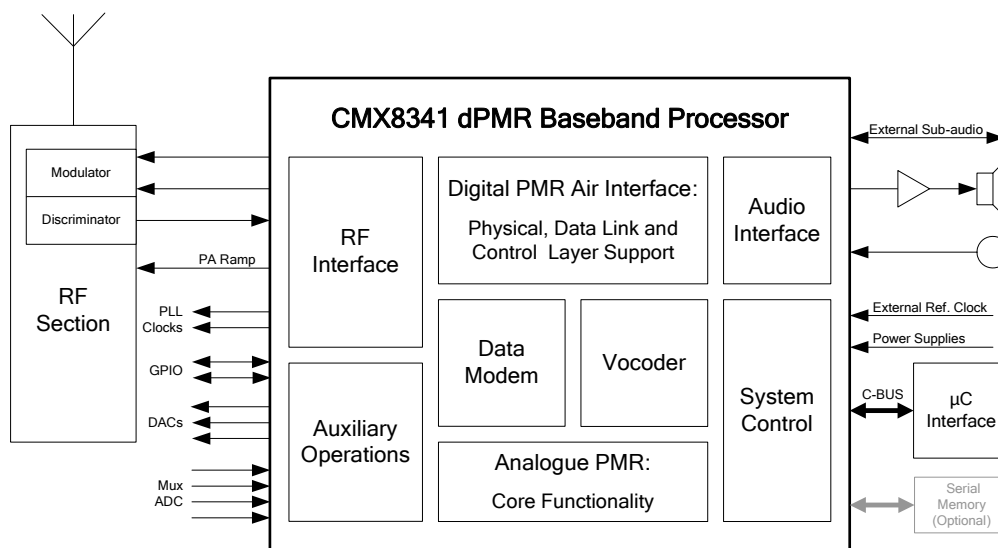 CMX8341 dPMR Baseband Processor
Modulator
Discriminator
RF
Section
PA Ramp
PLL
Clocks
GPIO
DACs
Mux
ADC
RF
Interface
Auxiliary
Operations
Digital PMR Air Interface:
Physical, Data Link and
Control Layer Support
Data
Modem
Vocoder
Analogue PMR:
Core Functionality
Audio
Interface
System
Control
External Sub-audio
External Ref. Clock
Power Supplies
C-BUS
µC
Interface
Serial
Memory
(Optional)